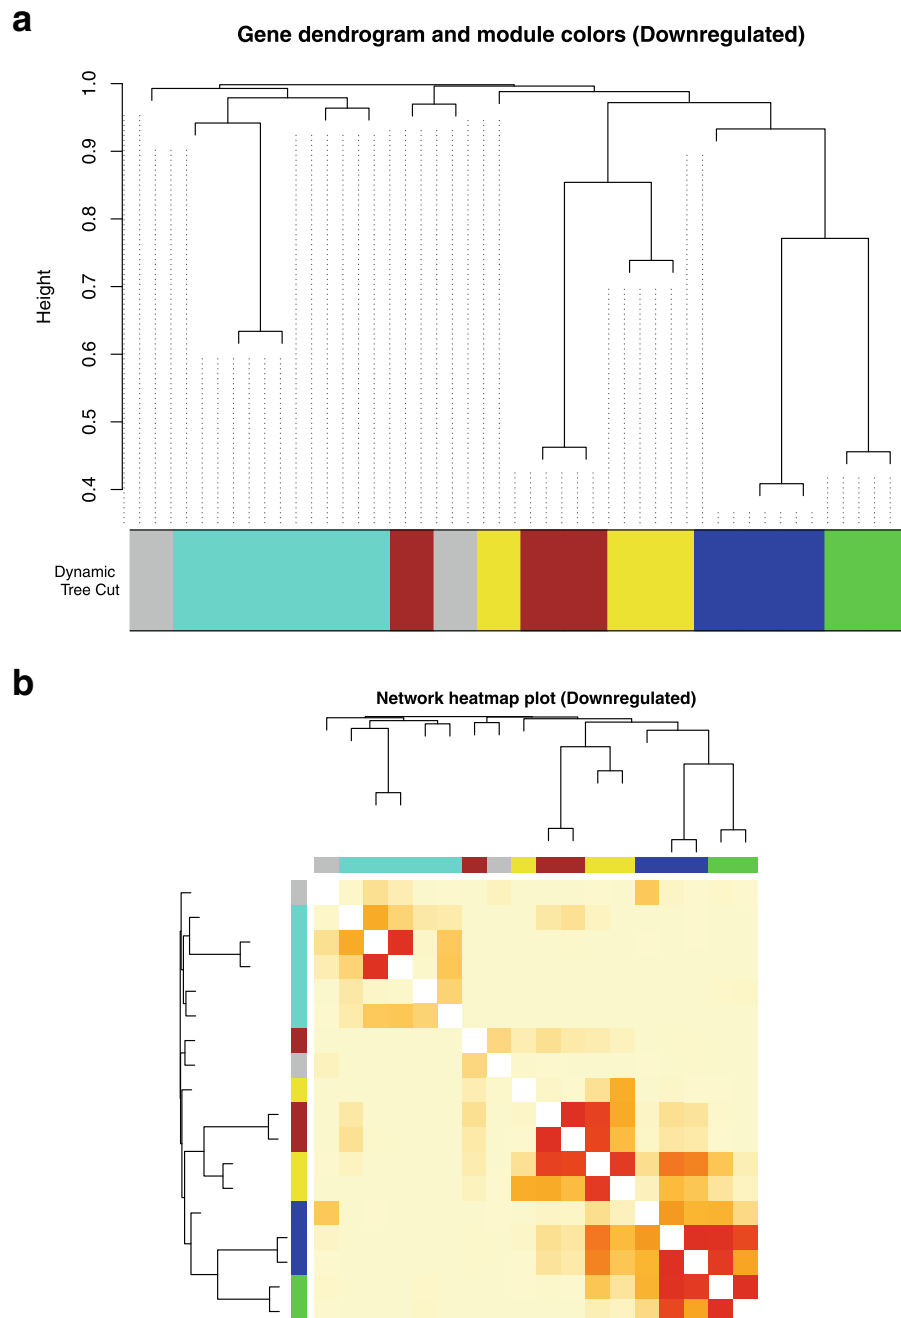 a
Gene dendrogram and module colors (Downregulated)
1.0
0.9
0.8
0.7
0.6
0.5
0.4
Height
Dynamic
Tree Cut
b
Network heatmap plot (Downregulated)